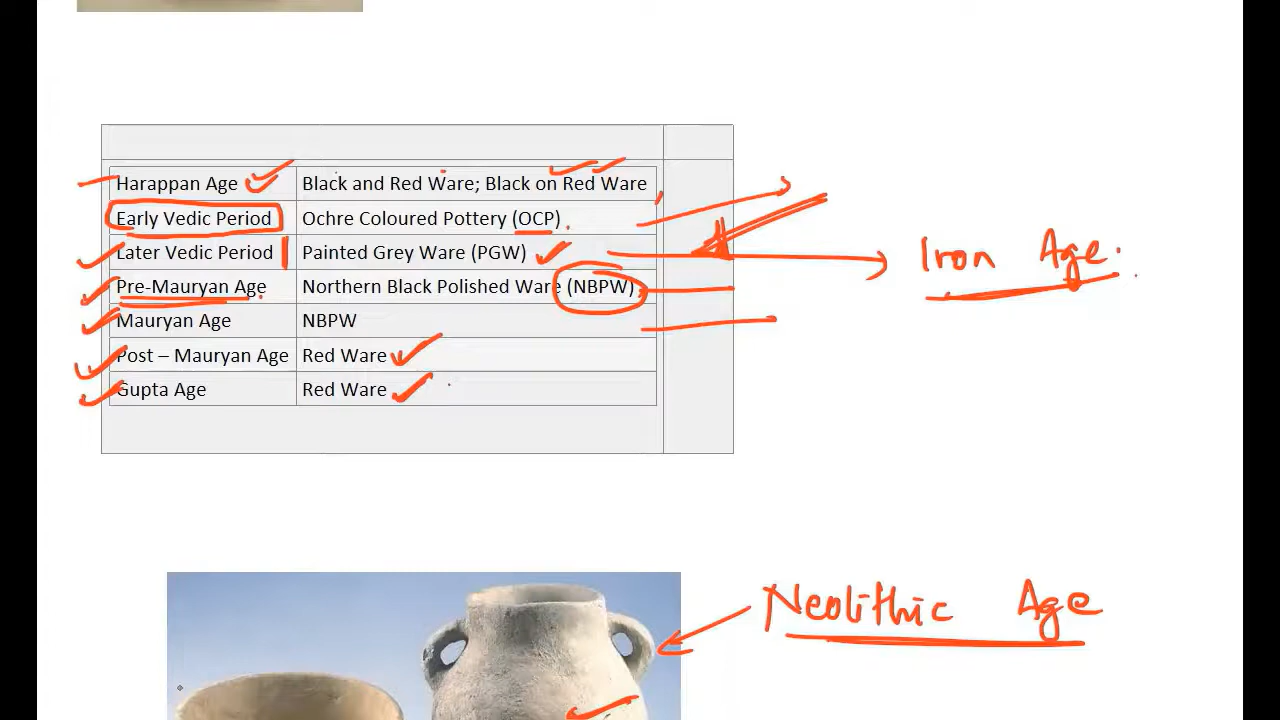 Harappan Age Black and Red Ware; Black on Red Ware
Early Vedic Period Ochre Coloured Pottery (OCP)
Later Vedic Period Painted Grey Ware (PGW)
Iron Age.
Pre-Mauryan Age Northern Black Polished Ware (NBPW)
Mauryan Age NBPW
Post – Mauryan Age Red Ware
Gupta Age Red Ware
Neolithic Age